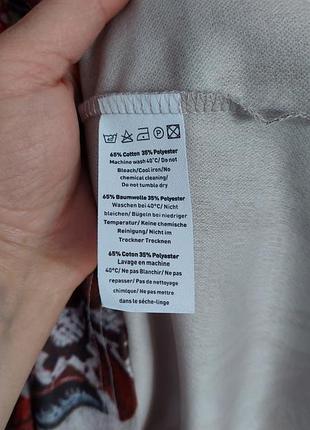 65% Cotton 35% Polyester
Machine wash 40°C/ Do not
Bleach/Cool iron/No
chemical cleaning/
Do not tumble dry
65% Baumwolle 35% Polyester
Waschen bei 40°C/ Nicht
bleichen/ Bügeln bei niedriger
Temperatur/ Keine chemische
Reinigung/ Nicht im
Trockner Trocknen
65% Coton 35% Polyester
Lavage en machine
40°C/ Ne pas Blanchir/ Ne pas
repasser/ Pas de nettoyage
chimlque/ Ne pas mettre
dans le séche-linge